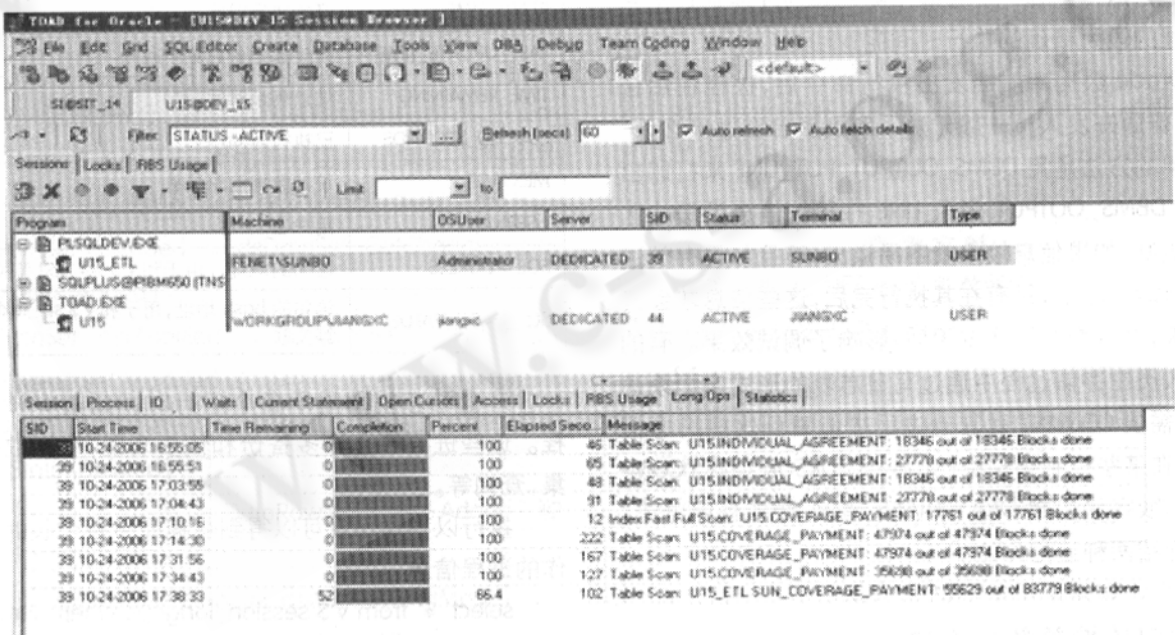 TOAD for Oracle - [U15@DEV_15 Session Browser ]
File Edit Grid SQL Editor Create Database Tools View DBA Debug Team Coding Window Help
<default>
SI@SIT_14 U15@DEV_15
Filter: STATUS - ACTIVE ... Refresh (secs) 60 Auto refresh Auto fetch details
Sessions Locks RBS Usage
Limit to
Program Machine OSUser Server SID Status Terminal Type
PLSQLDEV.EXE
U15_ETL FENET\SUNBO Administrator DEDICATED 39 ACTIVE SUNBO USER
SQLPLUS@PIBM650 (TNS
TOAD.EXE
U15 WORKGROUP\JIANGXC jiangxc DEDICATED 44 ACTIVE JIANGXC USER
Session Process IO Waits Current Statement Open Cursors Access Locks RBS Usage Long Ops Statistics
SID Start Time Time Remaining Completion Percent Elapsed Seco... Message
39 10-24-2006 16:55:05 0 100 46 Table Scan: U15.INDIVIDUAL_AGREEMENT: 18346 out of 18346 Blocks done
39 10-24-2006 16:55:51 0 100 65 Table Scan: U15.INDIVIDUAL_AGREEMENT: 27778 out of 27778 Blocks done
39 10-24-2006 17:03:55 0 100 48 Table Scan: U15.INDIVIDUAL_AGREEMENT: 18346 out of 18346 Blocks done
39 10-24-2006 17:04:43 0 100 91 Table Scan: U15.INDIVIDUAL_AGREEMENT: 27778 out of 27778 Blocks done
39 10-24-2006 17:10:16 0 100 12 Index Fast Full Scan: U15.COVERAGE_PAYMENT: 17761 out of 17761 Blocks done
39 10-24-2006 17:14:30 0 100 222 Table Scan: U15.COVERAGE_PAYMENT: 47974 out of 47974 Blocks done
39 10-24-2006 17:31:56 0 100 167 Table Scan: U15.COVERAGE_PAYMENT: 47974 out of 47974 Blocks done
39 10-24-2006 17:34:43 0 100 127 Table Scan: U15.COVERAGE_PAYMENT: 35698 out of 35698 Blocks done
39 10-24-2006 17:38:33 52 66.4 102 Table Scan: U15_ETL.SUN_COVERAGE_PAYMENT: 55629 out of 83779 Blocks done